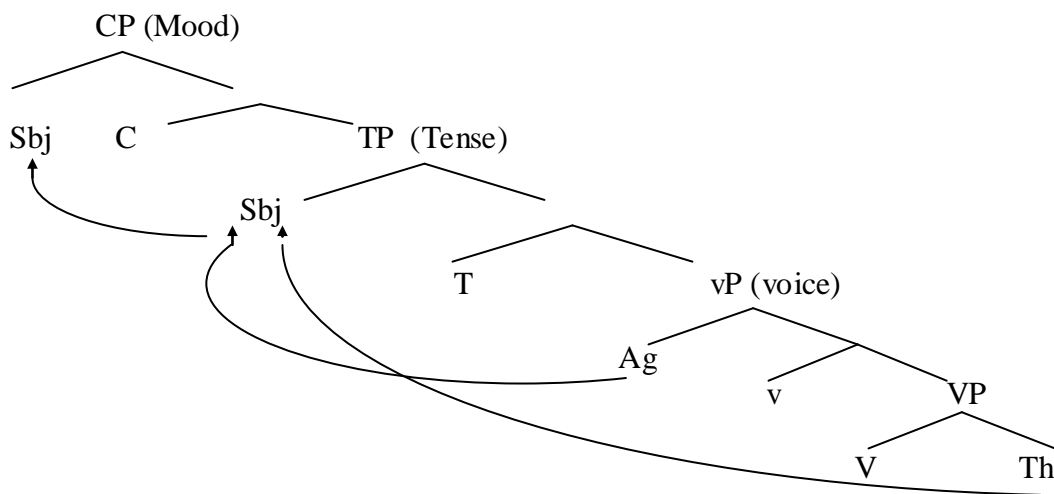 CP (Mood)
Sbj C TP (Tense)
Sbj
T vP (voice)
Ag
v VP
V Th